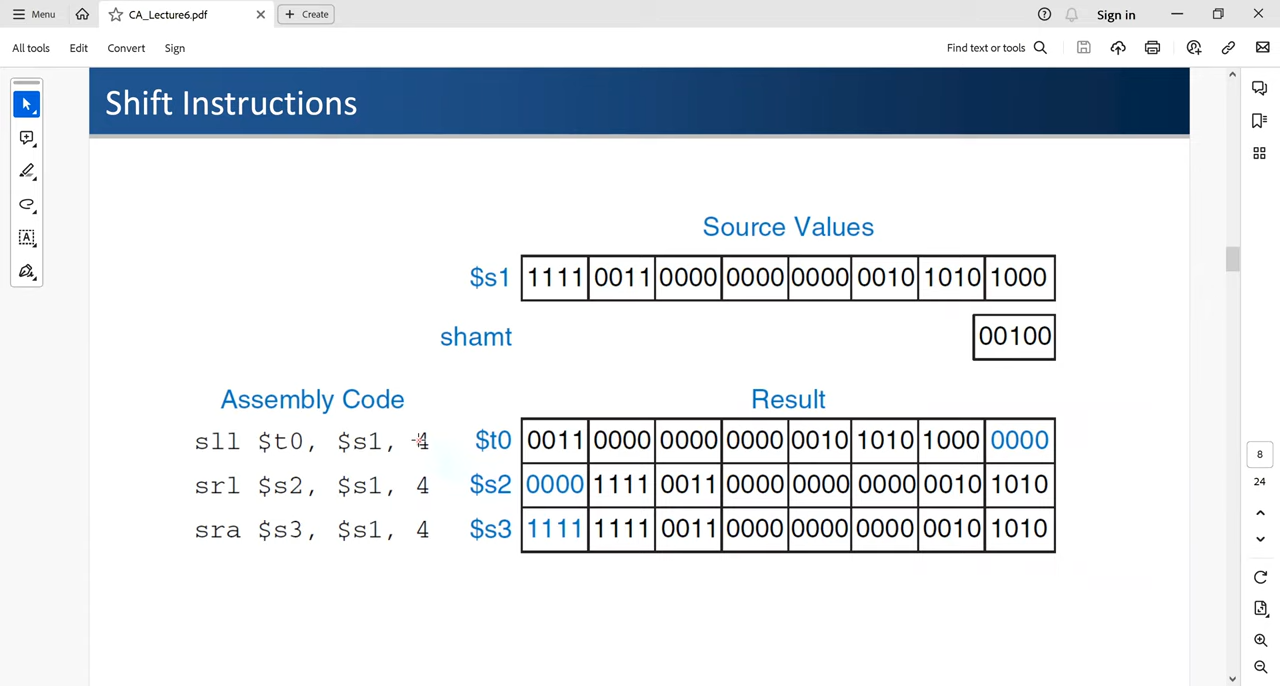 Menu CA_Lecture6.pdf Create Sign in
All tools Edit Convert Sign Find text or tools
Shift Instructions
Source Values
$s1 1111 0011 0000 0000 0000 0010 1010 1000
shamt 00100
Assembly Code Result
sll $t0, $s1, 4 $t0 0011 0000 0000 0000 0010 1010 1000 0000
srl $s2, $s1, 4 $s2 0000 1111 0011 0000 0000 0000 0010 1010
sra $s3, $s1, 4 $s3 1111 1111 0011 0000 0000 0000 0010 1010
8
24